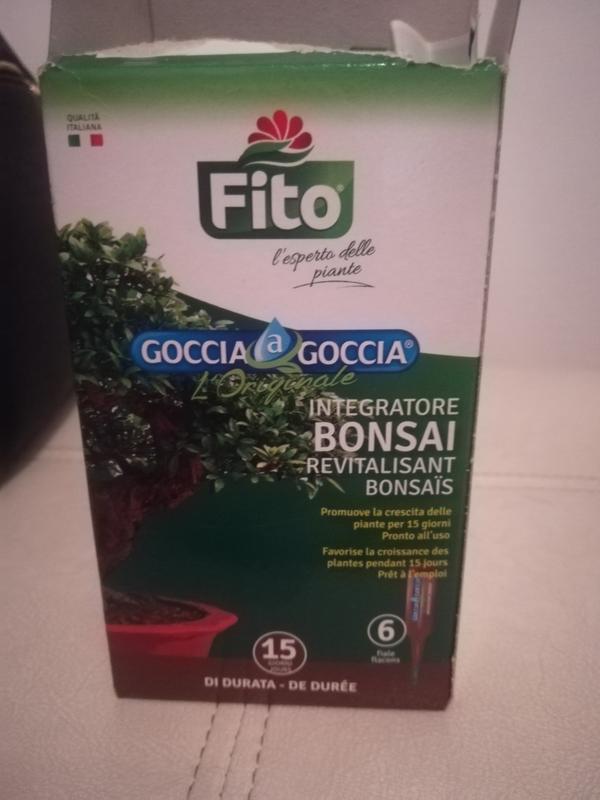 QUALITÀ
ITALIANA
Fito®
l'esperto delle
piante
GOCCIA a GOCCIA®
L'Originale
INTEGRATORE
BONSAI
REVITALISANT
BONSAÏS
Promuove la crescita delle
piante per 15 giorni
Pronto all'uso
Favorise la croissance des
plantes pendant 15 jours
Prêt à l'emploi
15
GIORNI
JOURS
6
fiale
flacons
DI DURATA - DE DURÉE